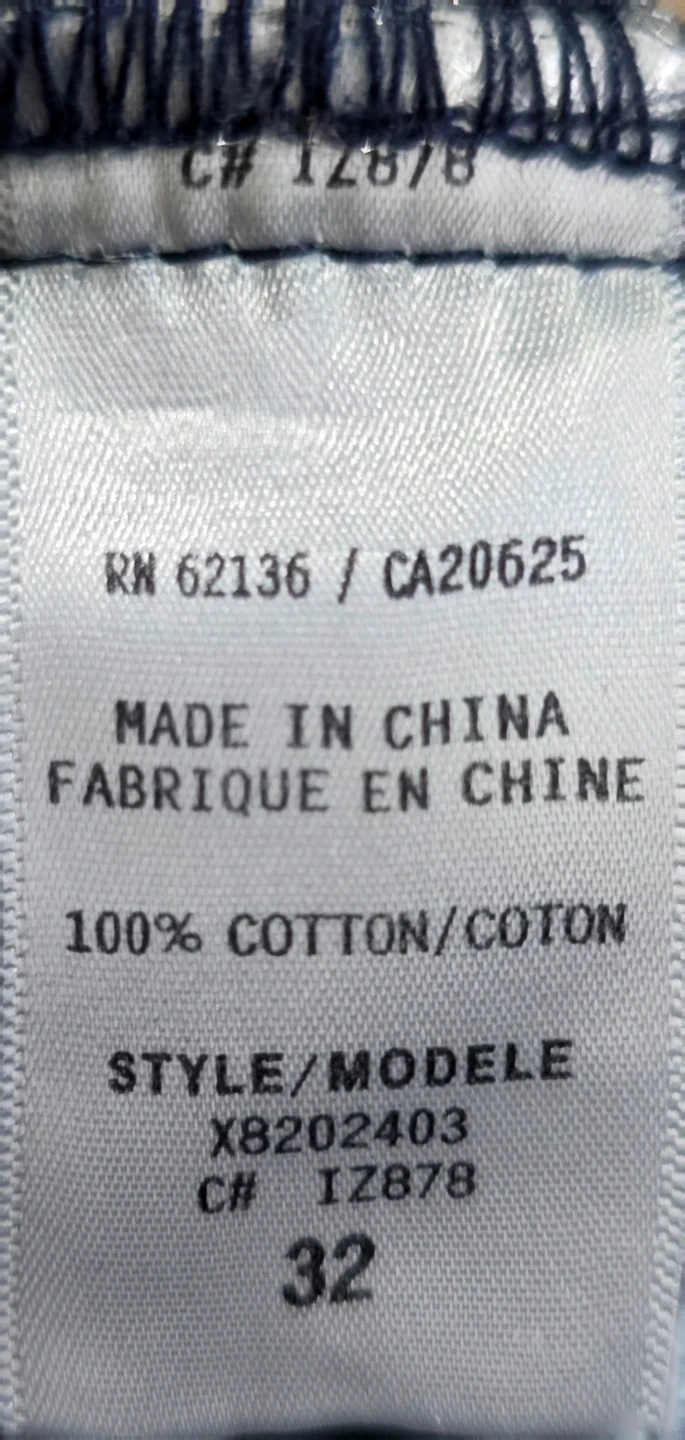 C# IZ878
RN 62136 / CA20625
MADE IN CHINA
FABRIQUE EN CHINE
100% COTTON/COTON
STYLE/MODELE
X8202403
C# IZ878
32